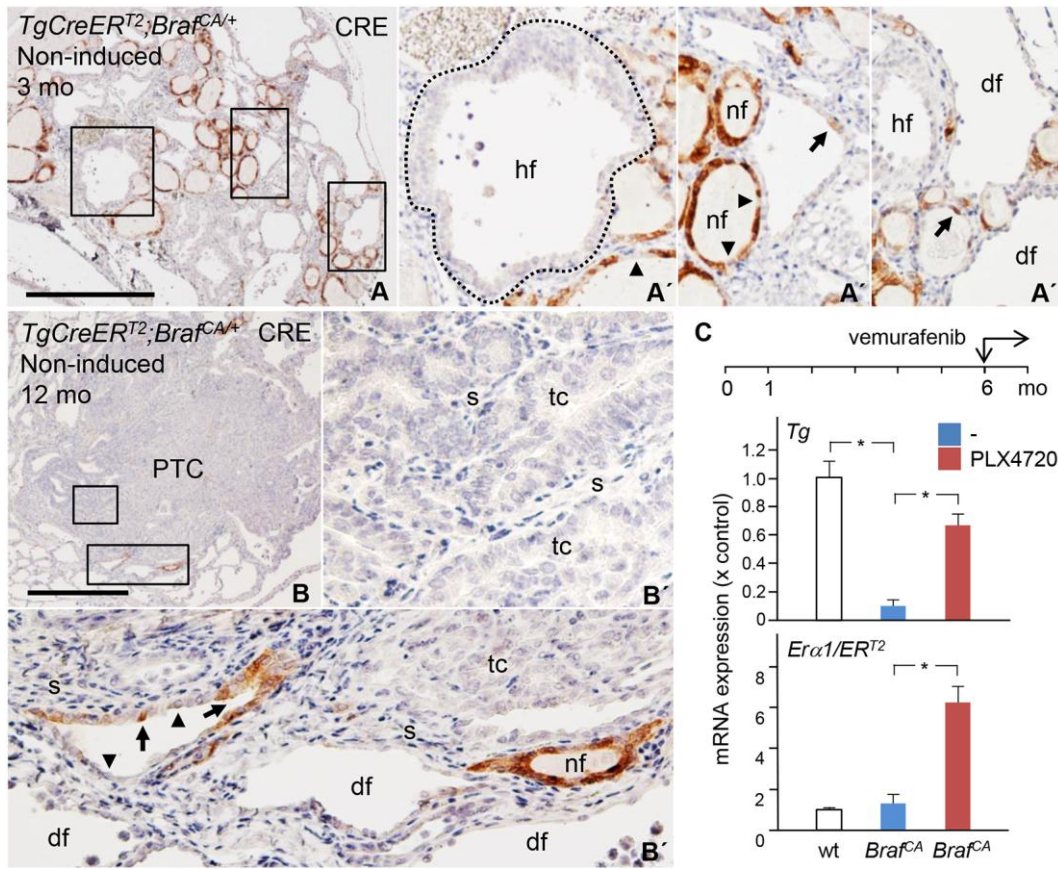 TgCreER^T2;Braf^CA/+ CRE
Non-induced
3 mo
A
hf
A´
nf
nf
A´
hf
df
df
A´
TgCreER^T2;Braf^CA/+ CRE
Non-induced
12 mo
PTC
B
s
tc
s
tc
B´
s
tc
s
nf
df
df
df
B´
C
vemurafenib
0 1 6 mo
Tg
-
PLX4720
*
*
1.2
1.0
0.8
0.6
0.4
0.2
0
mRNA expression (x control)
Erα1/ER^T2
*
8
6
4
2
0
wt Braf^CA Braf^CA